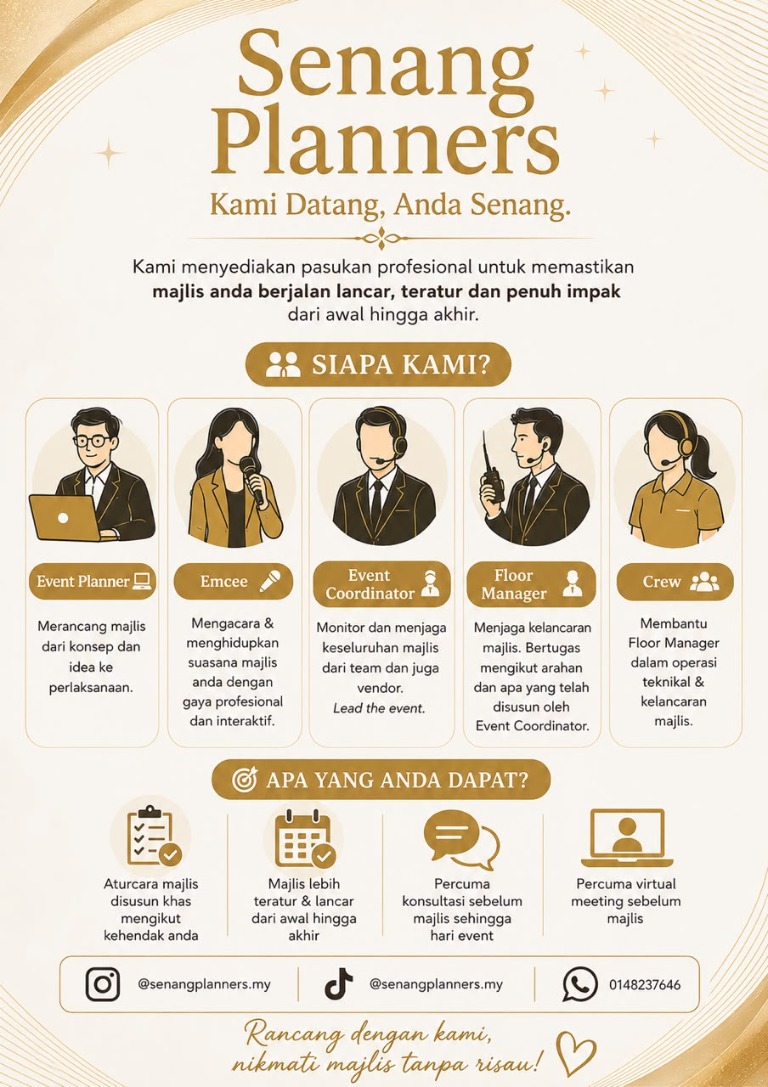 Senang
Planners
Kami Datang, Anda Senang.
Kami menyediakan pasukan profesional untuk memastikan
majlis anda berjalan lancar, teratur dan penuh impak
dari awal hingga akhir.
SIAPA KAMI?
Event Planner
Merancang majlis
dari konsep dan
idea ke
perlaksanaan.
Emcee
Mengacara &
menghidupkan
suasana majlis
anda dengan
gaya profesional
dan interaktif.
Event
Coordinator
Monitor dan menjaga
keseluruhan majlis
dari team dan juga
vendor.
Lead the event.
Floor
Manager
Menjaga kelancaran
majlis. Bertugas
mengikut arahan
dan apa yang telah
disusun oleh
Event Coordinator.
Crew
Membantu
Floor Manager
dalam operasi
teknikal &
kelancaran
majlis.
APA YANG ANDA DAPAT?
Aturcara majlis
disusun khas
mengikut
kehendak anda
Majlis lebih
teratur & lancar
dari awal hingga
akhir
Percuma
konsultasi sebelum
majlis sehingga
hari event
Percuma virtual
meeting sebelum
majlis
@senangplanners.my
@senangplanners.my
0148237646
Rancang dengan kami,
nikmati majlis tanpa risau!